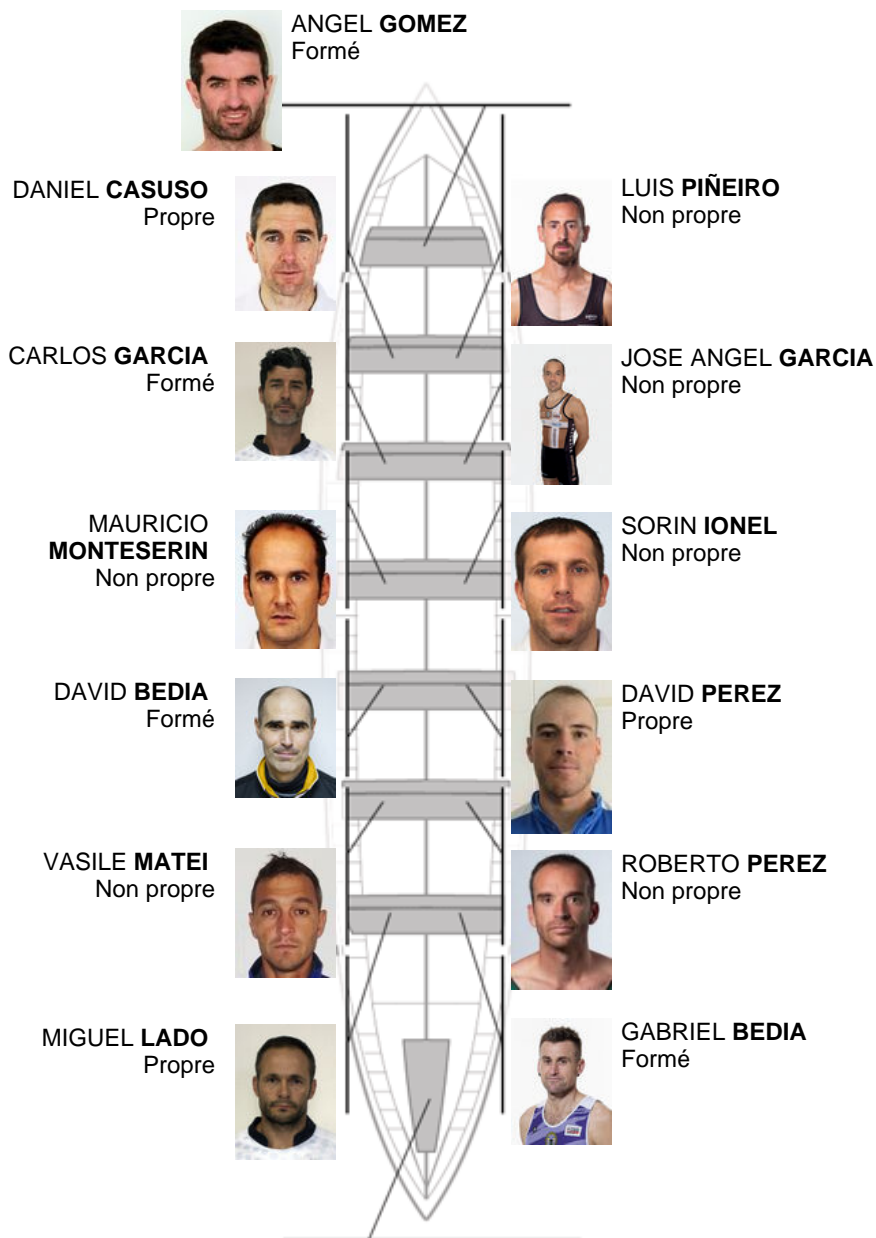 ANGEL GOMEZ
Formé
DANIEL CASUSO
Propre
LUIS PIÑEIRO
Non propre
CARLOS GARCIA
Formé
JOSE ANGEL GARCIA
Non propre
MAURICIO
MONTESERIN
Non propre
SORIN IONEL
Non propre
DAVID BEDIA
Formé
DAVID PEREZ
Propre
VASILE MATEI
Non propre
ROBERTO PEREZ
Non propre
MIGUEL LADO
Propre
GABRIEL BEDIA
Formé